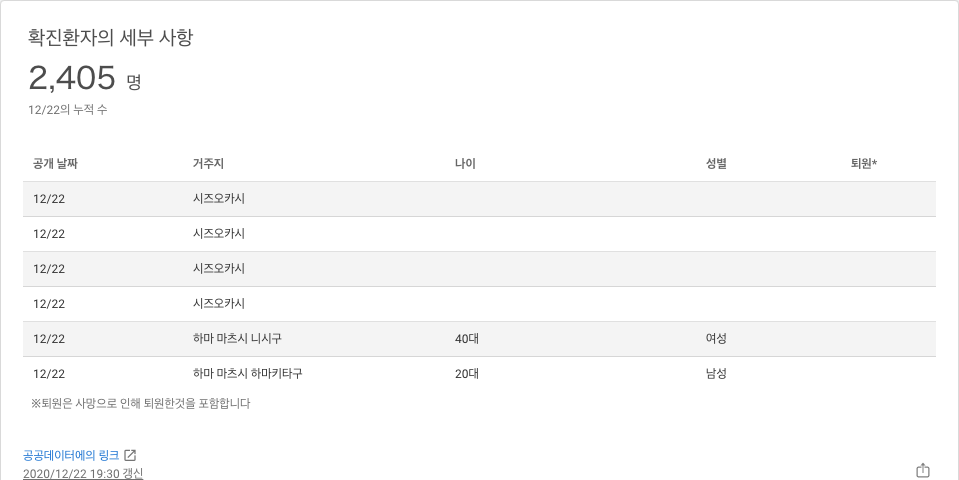 확진환자의 세부 사항
2,405 명
12/22의 누적 수
공개 날짜 거주지 나이 성별 퇴원*
12/22 시즈오카시
12/22 시즈오카시
12/22 시즈오카시
12/22 시즈오카시
12/22 하마 마츠시 니시구 40대 여성
12/22 하마 마츠시 하마키타구 20대 남성
※퇴원은 사망으로 인해 퇴원한것을 포함합니다
공공데이터에의 링크
2020/12/22 19:30 갱신